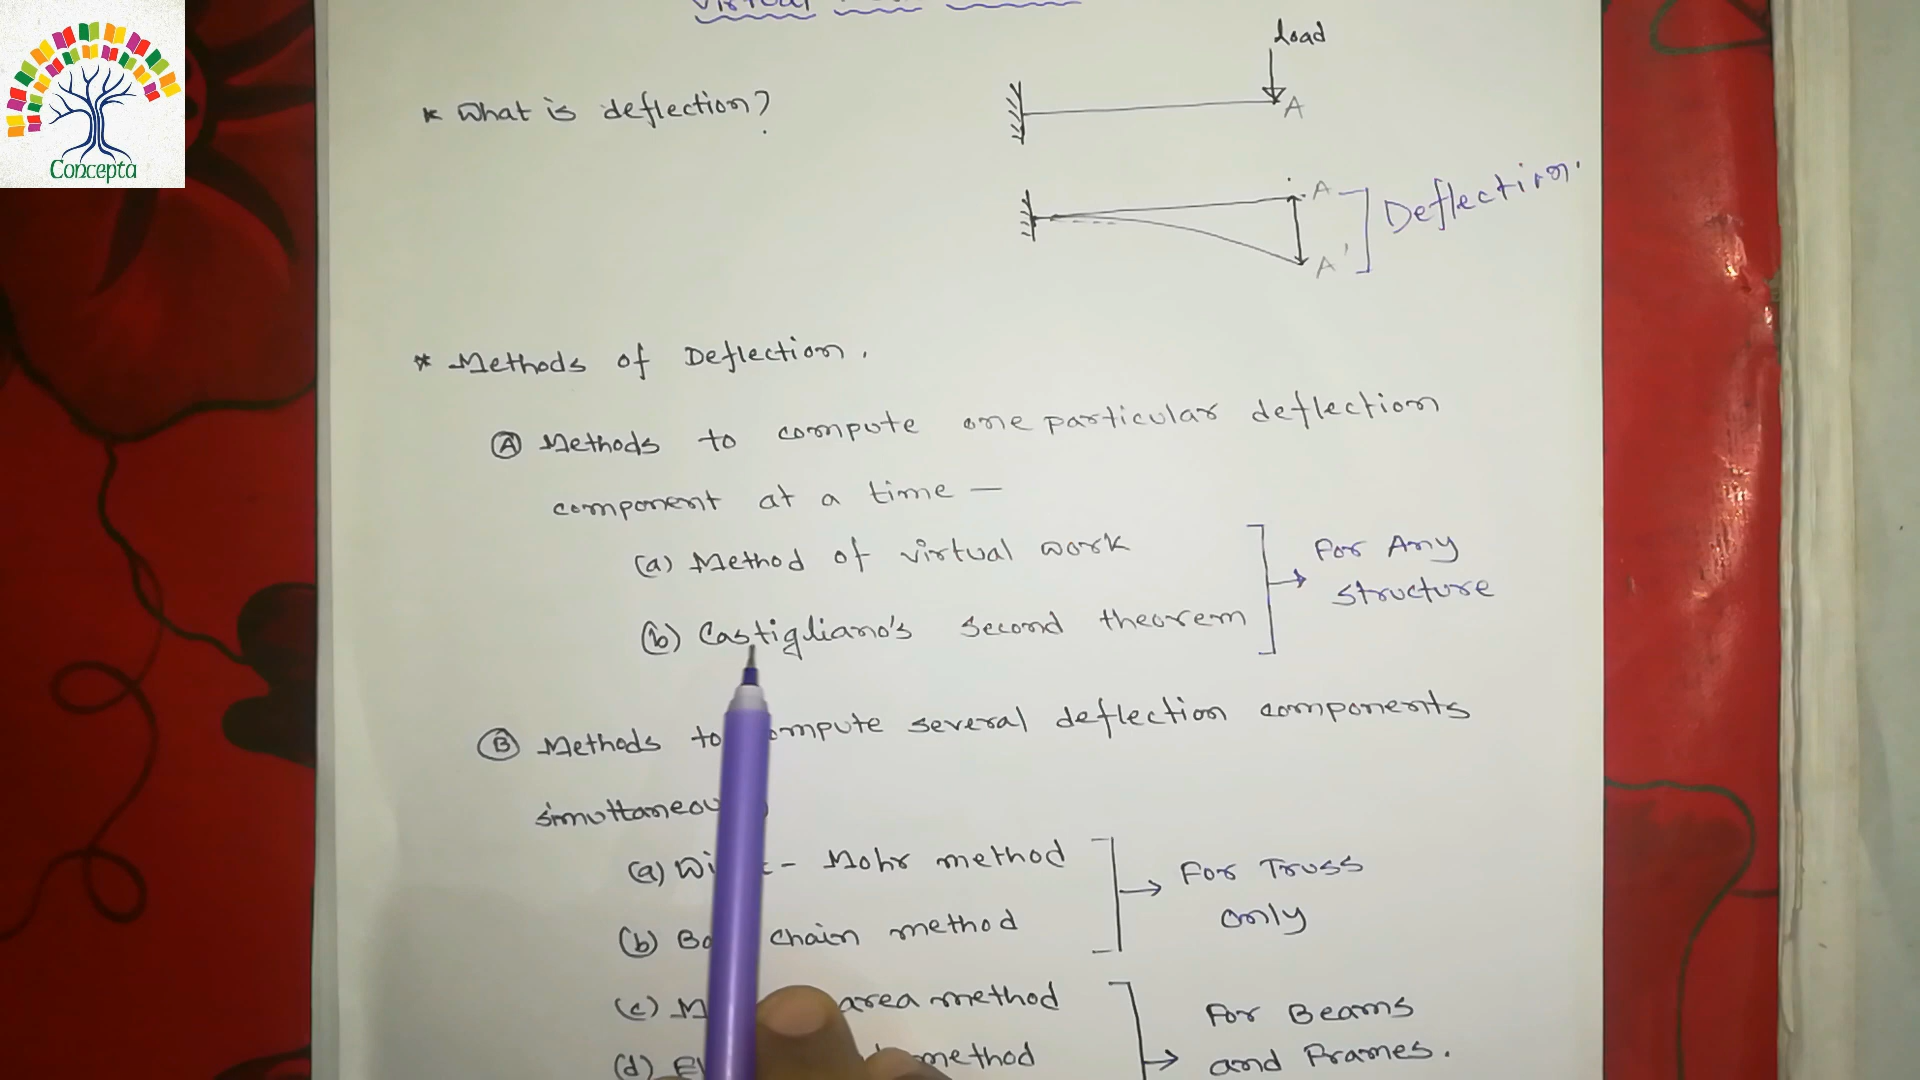 Concepta
virtual
Load
* What is deflection?
A
A
Deflection.
A'
* Methods of Deflection.
(A) Methods to compute one particular deflection
component at a time —
(a) Method of virtual work
(b) Castigliano's second theorem
For Any
structure
(B) Methods to compute several deflection components
(a) - Mohr method
(b) chain method
For Truss
only
(c) area method
(d) method
For Beams
and Frames.